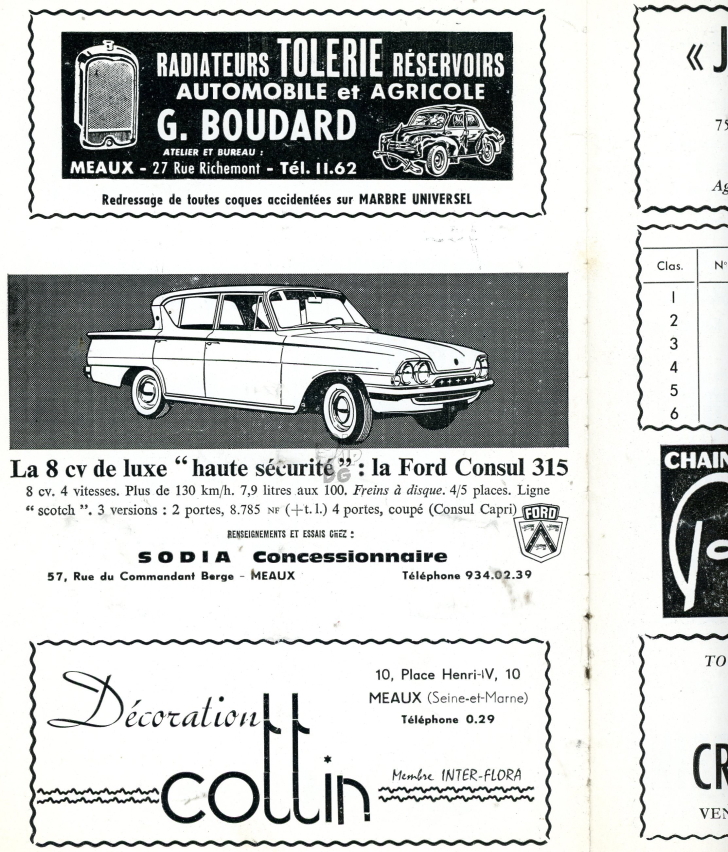 RADIATEURS TOLERIE RÉSERVOIRS
AUTOMOBILE et AGRICOLE
G. BOUDARD
ATELIER ET BUREAU :
MEAUX - 27 Rue Richemont - Tél. 11.62
Redressage de toutes coques accidentées sur MARBRE UNIVERSEL
La 8 cv de luxe “ haute sécurité ” : la Ford Consul 315
8 cv. 4 vitesses. Plus de 130 km/h. 7,9 litres aux 100. Freins à disque. 4/5 places. Ligne
“ scotch ”. 3 versions : 2 portes, 8.785 NF (+t. l.) 4 portes, coupé (Consul Capri)
FORD
RENSEIGNEMENTS ET ESSAIS CHEZ :
SODIA Concessionnaire
57, Rue du Commandant Berge - MEAUX Téléphone 934.02.39
10, Place Henri-IV, 10
MEAUX (Seine-et-Marne)
Téléphone 0.29
Décoration
cottin
Membre INTER-FLORA
« J
75
Ag
Clas. N°
1
2
3
4
5
6
CHAIN
TO
CR
VEN